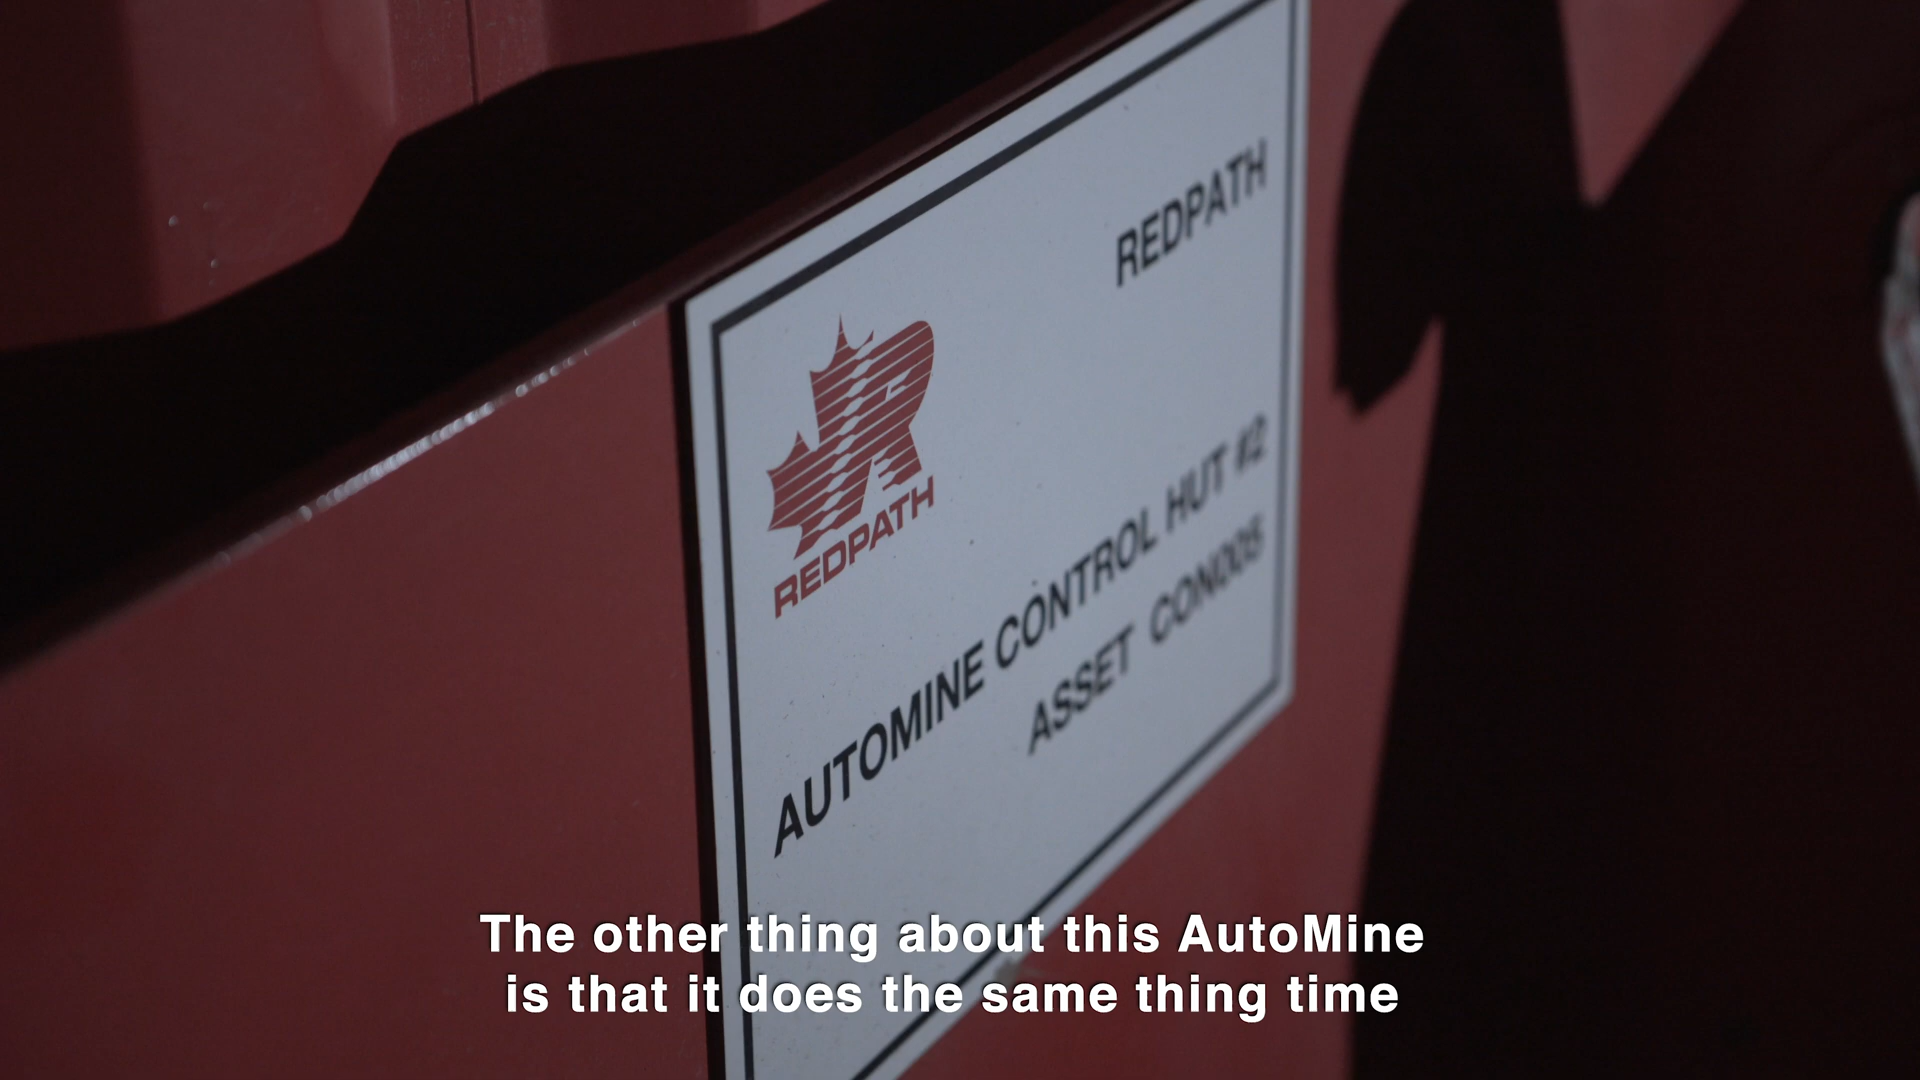 REDPATH
REDPATH
AUTOMINE CONTROL HUT #2
ASSET CON005
The other thing about this AutoMine
is that it does the same thing time